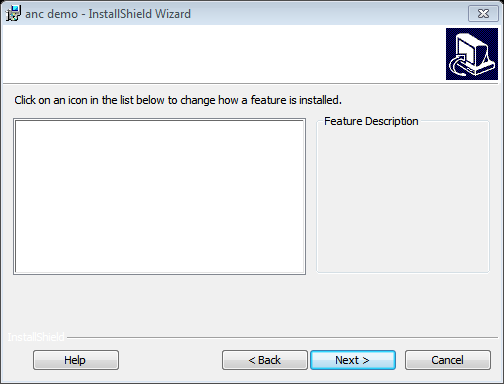 anc demo - InstallShield Wizard
Click on an icon in the list below to change how a feature is installed.
Feature Description
InstallShield
Help
< Back
Next >
Cancel